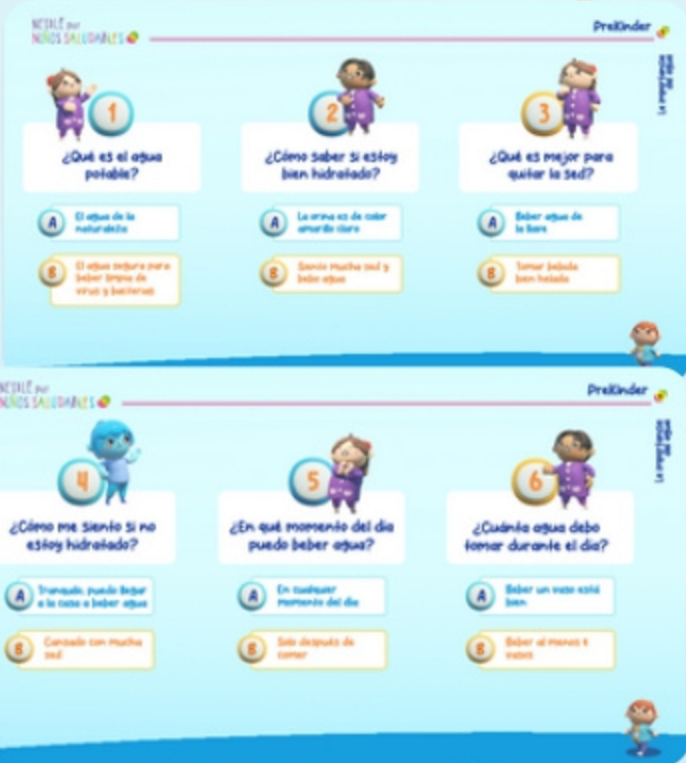 NESTLÉ por
NIÑOS SALUDABLES
PreKinder
1
¿Qué es el agua
potable?
A
El agua de la
naturaleza
B
El agua segura para
beber limpia de
virus y bacterias
2
¿Cómo saber si estoy
bien hidratado?
A
La orina es de color
amarillo claro
B
Siento mucha sed y
bebo agua
3
¿Qué es mejor para
quitar la sed?
A
Beber agua de
la llave
B
Tomar bebida
bien helada
NESTLÉ por
NIÑOS SALUDABLES
PreKinder
4
¿Cómo me siento si no
estoy hidratado?
A
Tranquilo, puedo llegar
a la casa a beber agua
B
Cansado con mucha
sed
5
¿En qué momento del día
puedo beber agua?
A
En cualquier
momento del día
B
Solo después de
comer
6
¿Cuánta agua debo
tomar durante el día?
A
Beber un vaso está
bien
B
Beber al menos
vasos